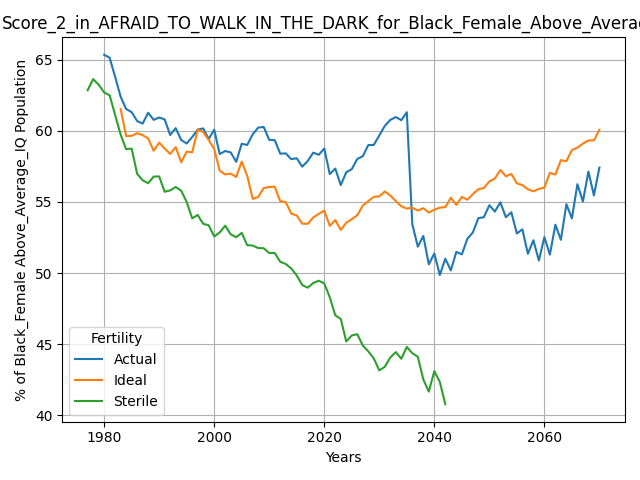 Score_2_in_AFRAID_TO_WALK_IN_THE_DARK_for_Black_Female_Above_Avera
% of Black_Female Above_Average_IQ Population
65
60
55
50
45
40
Fertility
Actual
Ideal
Sterile
1980
2000
2020
2040
2060
Years